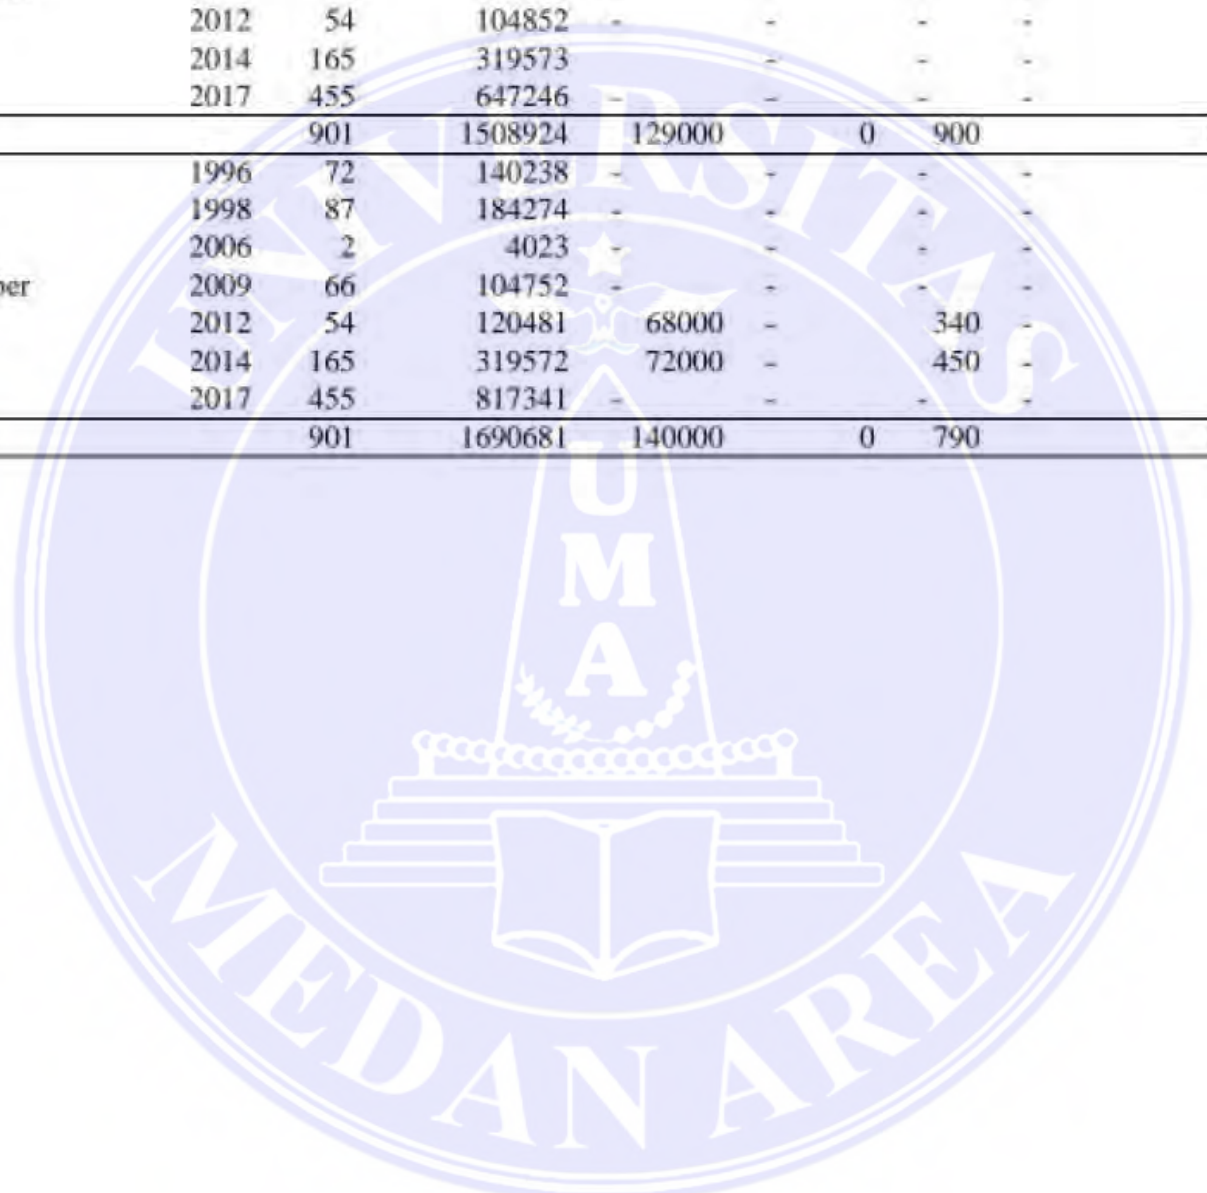 2012 54 104852 - - - -
2014 165 319573 - - -
2017 455 647246 - - - -
901 1508924 129000 0 900
1996 72 140238 - - - -
1998 87 184274 - - - -
2006 2 4023 - - - -
ber 2009 66 104752 - - - -
2012 54 120481 68000 - 340 -
2014 165 319572 72000 - 450 -
2017 455 817341 - - - -
901 1690681 140000 0 790
UNIVERSITAS
UMA
MEDAN AREA